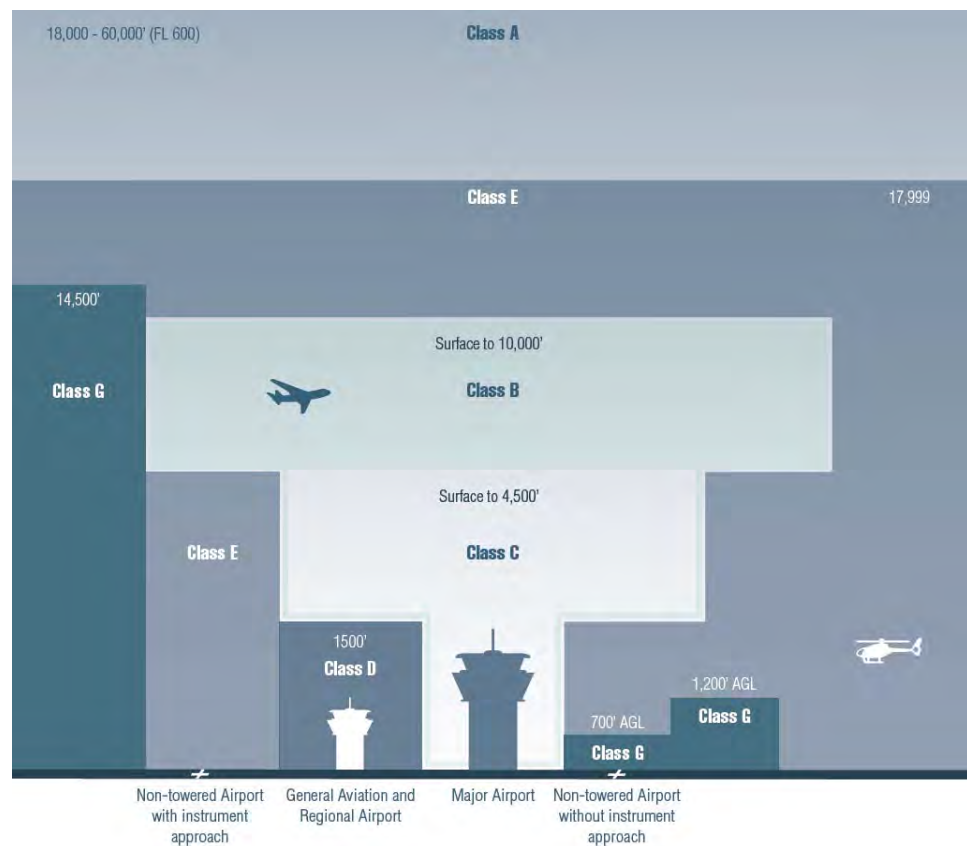 18,000 - 60,000' (FL 600)
Class A
Class E
17,999
14,500'
Surface to 10,000'
Class G
Class B
Surface to 4,500'
Class E
Class C
1500'
Class D
1,200' AGL
Class G
700' AGL
Class G
Non-towered Airport
with instrument
approach
General Aviation and
Regional Airport
Major Airport
Non-towered Airport
without instrument
approach